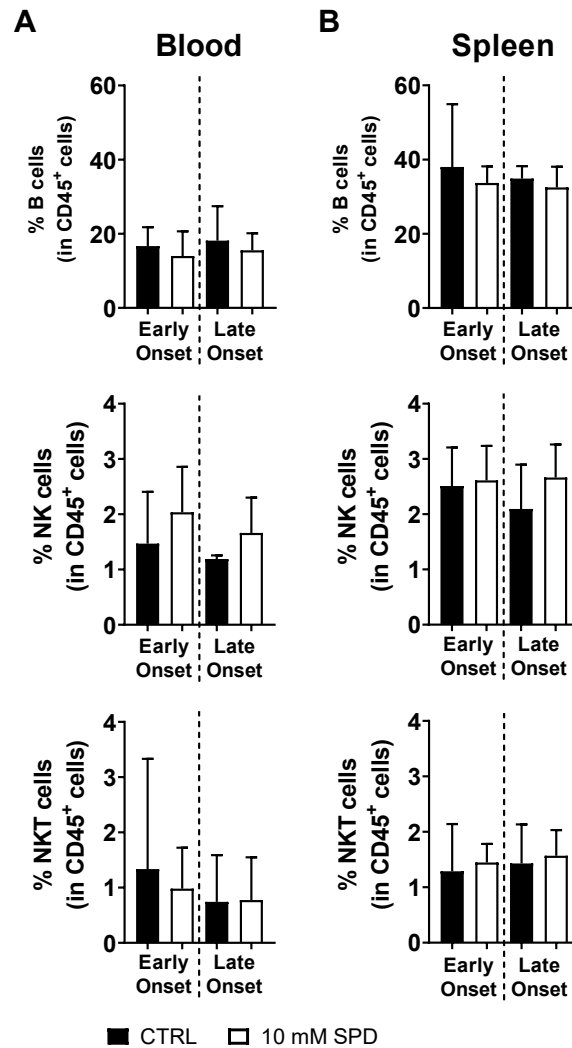 A
Blood
B
Spleen
% B cells
(in CD45⁺ cells)
60
40
20
0
Early
Onset
Late
Onset
% B cells
(in CD45⁺ cells)
60
40
20
0
Early
Onset
Late
Onset
% NK cells
(in CD45⁺ cells)
4
3
2
1
0
Early
Onset
Late
Onset
% NK cells
(in CD45⁺ cells)
4
3
2
1
0
Early
Onset
Late
Onset
% NKT cells
(in CD45⁺ cells)
4
3
2
1
0
Early
Onset
Late
Onset
% NKT cells
(in CD45⁺ cells)
4
3
2
1
0
Early
Onset
Late
Onset
CTRL
10 mM SPD